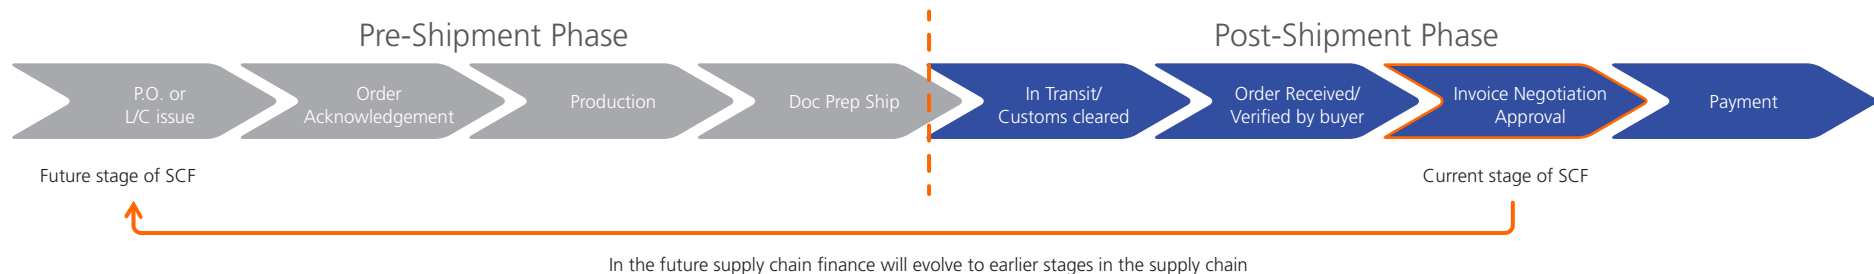 Pre-Shipment Phase
Post-Shipment Phase
P.O. or
L/C issue
Order
Acknowledgement
Production
Doc Prep Ship
In Transit/
Customs cleared
Order Received/
Verified by buyer
Invoice Negotiation
Approval
Payment
Future stage of SCF
Current stage of SCF
In the future supply chain finance will evolve to earlier stages in the supply chain